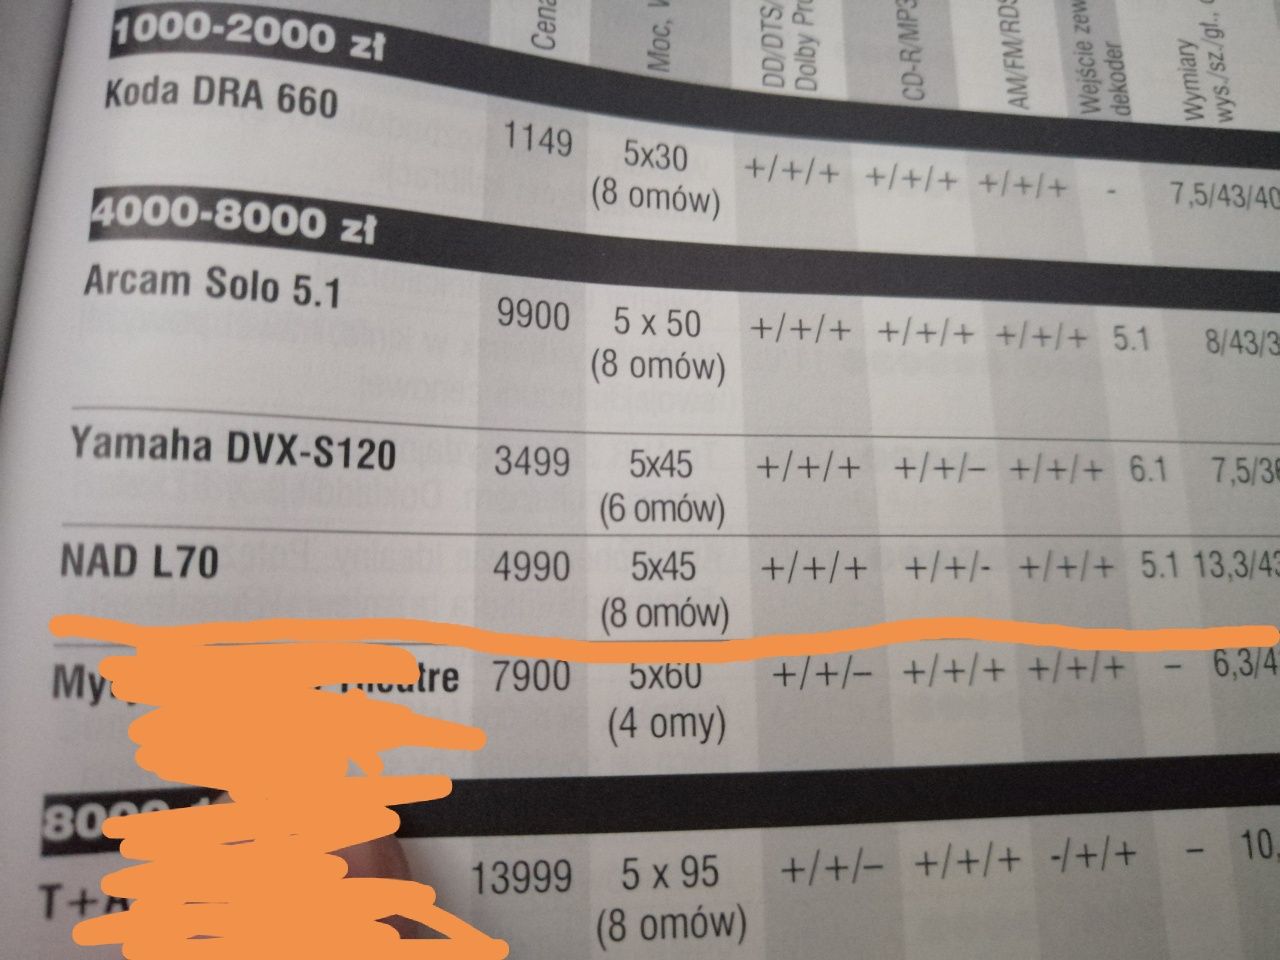 Cena
Moc, W
DD/DTS/
Dolby Pro
CD-R/MP3
AM/FM/RDS
Wejście zew
dekoder
Wymiary
wys./sz./gł.,
1000-2000 zł
Koda DRA 660 1149 5x30 +/+/+ +/+/+ +/+/+ - 7,5/43/40
(8 omów)
4000-8000 zł
Arcam Solo 5.1 9900 5 x 50 +/+/+ +/+/+ +/+/+ 5.1 8/43/3
(8 omów)
Yamaha DVX-S120 3499 5x45 +/+/+ +/+/– +/+/+ 6.1 7,5/36
(6 omów)
NAD L70 4990 5x45 +/+/+ +/+/- +/+/+ 5.1 13,3/43
(8 omów)
7900 5x60 +/+/– +/+/+ +/+/+ – 6,3/4
(4 omy)
13999 5 x 95 +/+/– +/+/+ -/+/+ – 10,
(8 omów)